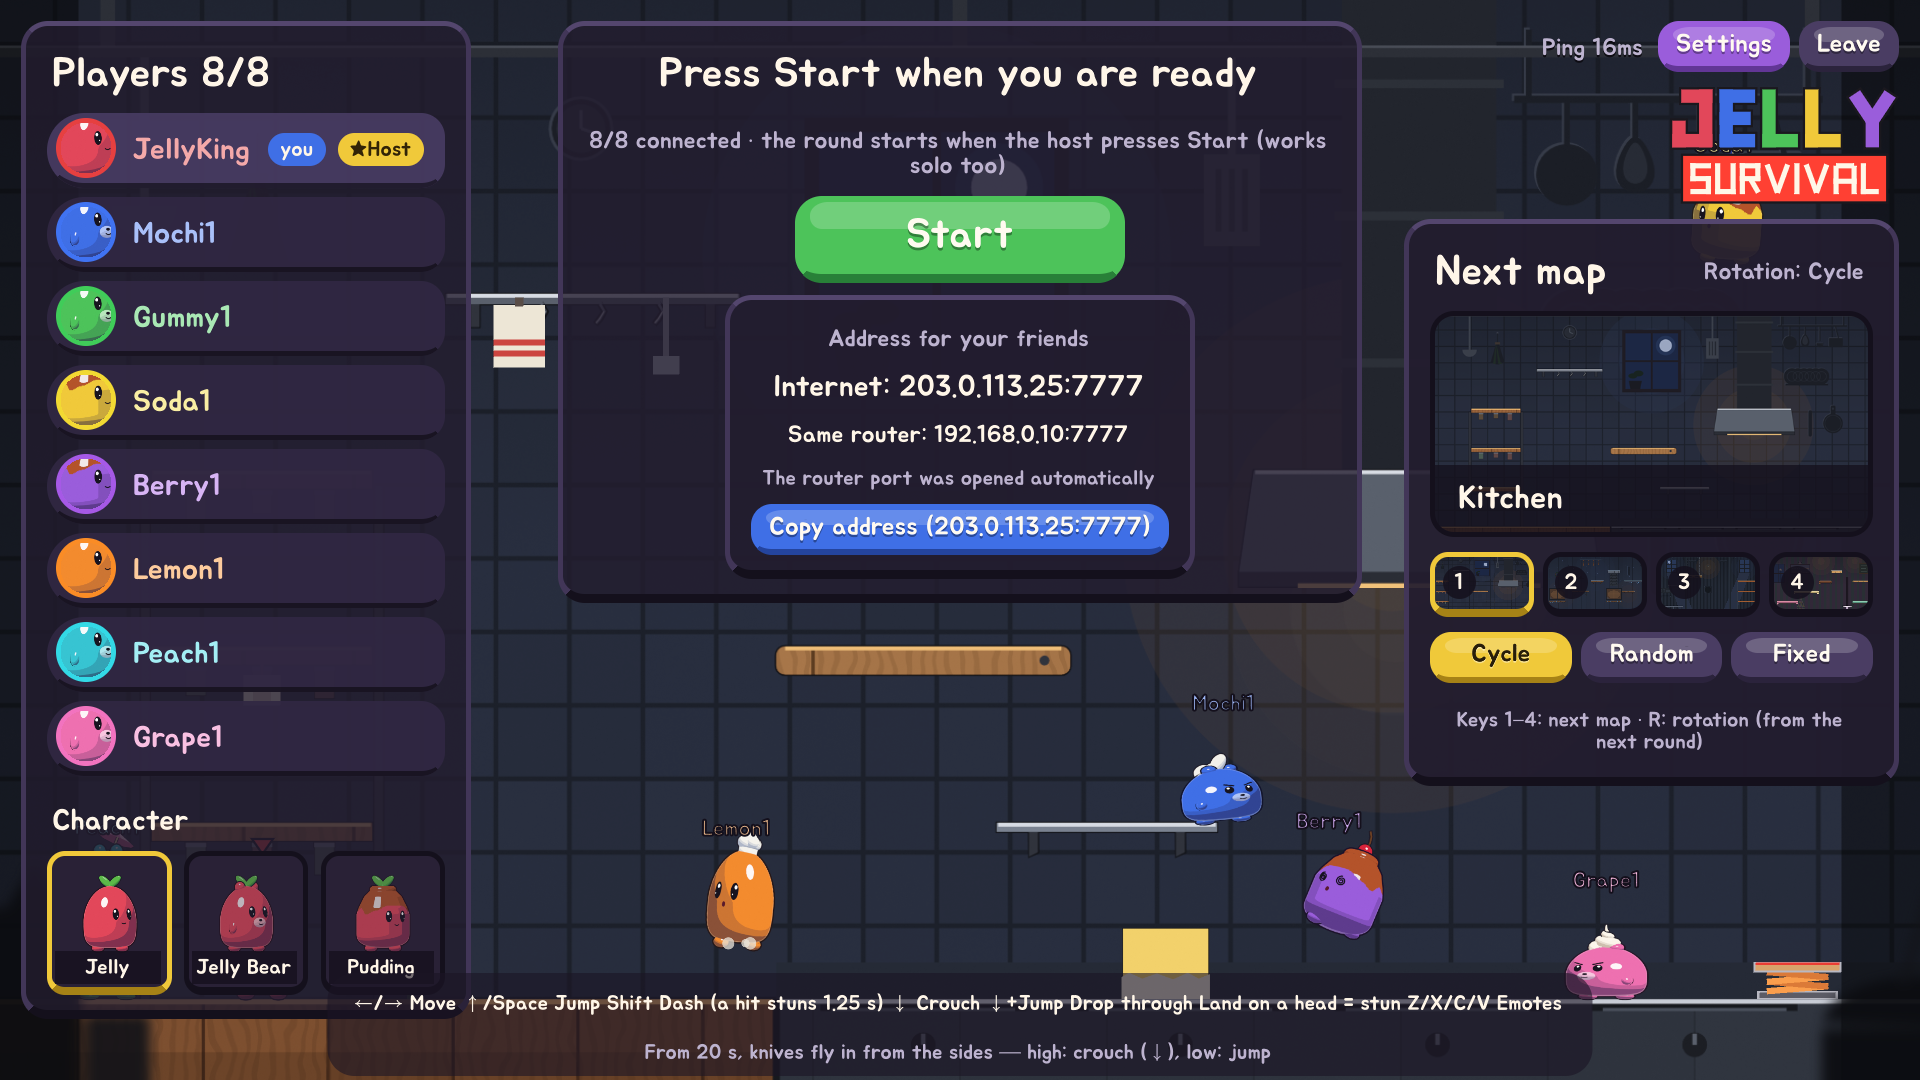 Players 8/8
JellyKing you ★Host
Mochi1
Gummy1
Soda1
Berry1
Lemon1
Peach1
Grape1
Character
Jelly
Jelly Bear
Pudding
Press Start when you are ready
8/8 connected · the round starts when the host presses Start (works
solo too)
Start
Address for your friends
Internet: 203.0.113.25:7777
Same router: 192.168.0.10:7777
The router port was opened automatically
Copy address (203.0.113.25:7777)
Ping 16ms
Settings
Leave
JELLY
SURVIVAL
Next map
Rotation: Cycle
Kitchen
1
2
3
4
Cycle
Random
Fixed
Keys 1–4: next map · R: rotation (from the
next round)
Mochi1
Lemon1
Berry1
Grape1
←/→ Move ↑/Space Jump Shift Dash (a hit stuns 1.25 s) ↓ Crouch ↓+Jump Drop through Land on a head = stun Z/X/C/V Emotes
From 20 s, knives fly in from the sides — high: crouch (↓), low: jump